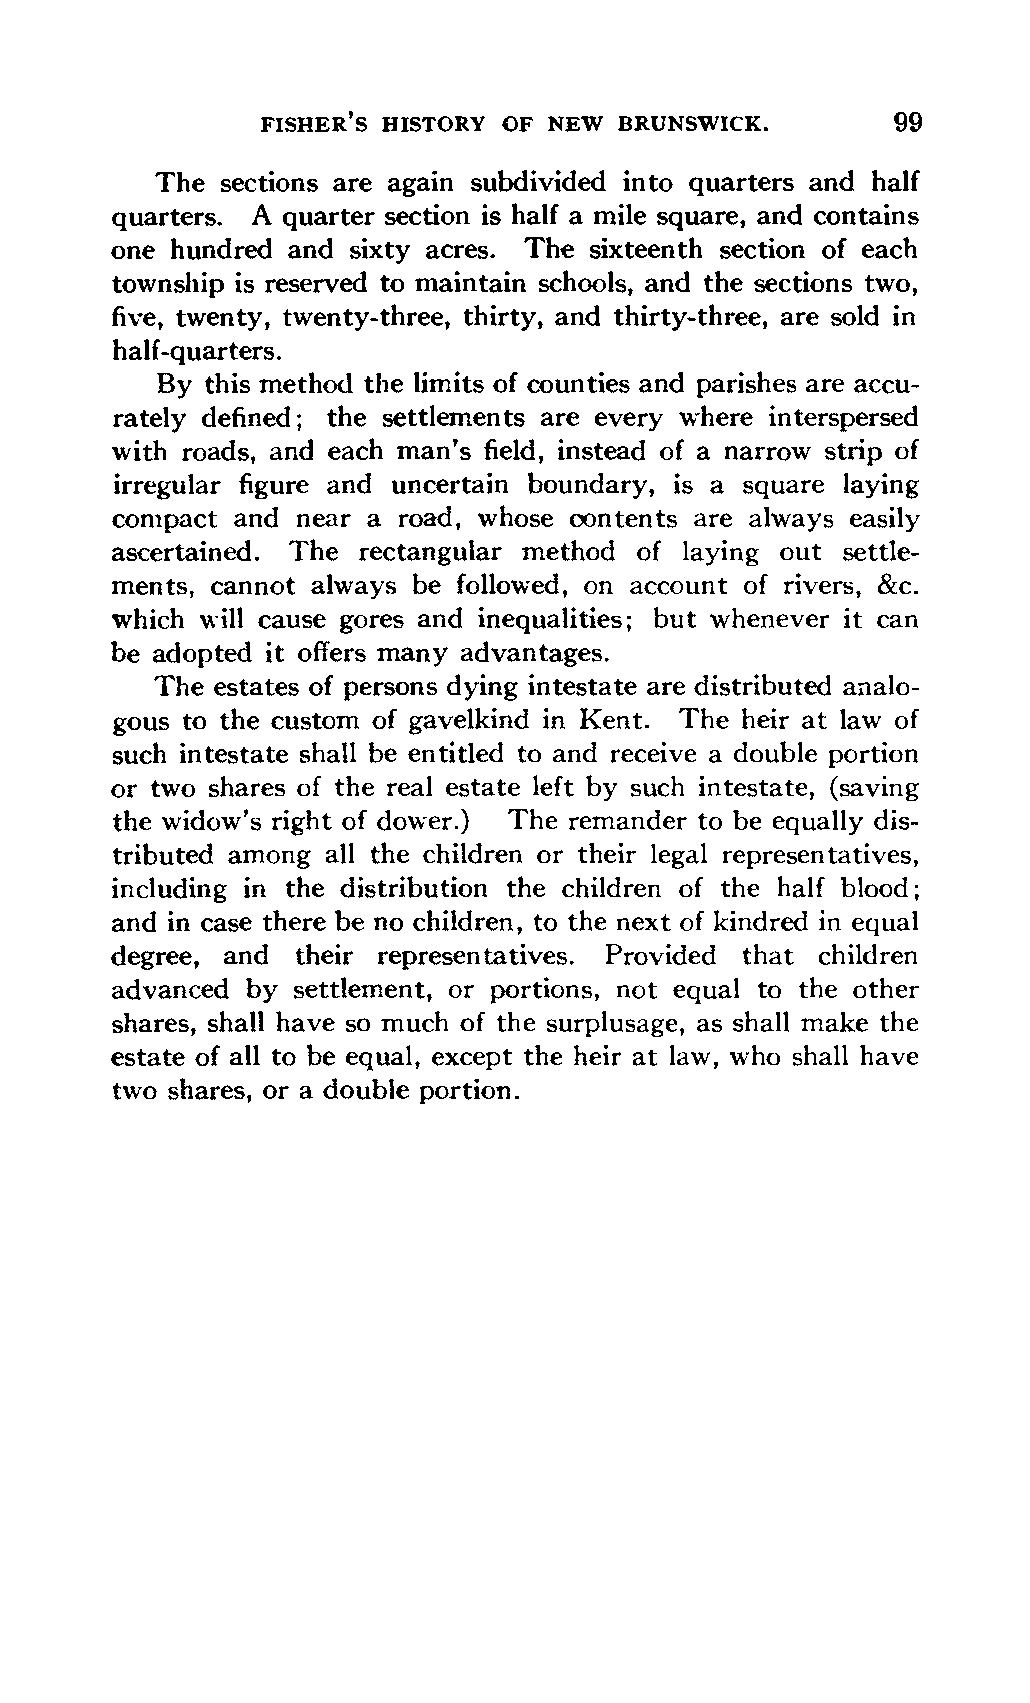 FISHER'S HISTORY OF NEW BRUNSWICK. 99
The sections are again subdivided into quarters and half
quarters. A quarter section is half a mile square, and contains
one hundred and sixty acres. The sixteenth section of each
township is reserved to maintain schools, and the sections two,
five, twenty, twenty-three, thirty, and thirty-three, are sold in
half-quarters.
By this method the limits of counties and parishes are accu-
rately defined; the settlements are every where interspersed
with roads, and each man's field, instead of a narrow strip of
irregular figure and uncertain boundary, is a square laying
compact and near a road, whose contents are always easily
ascertained. The rectangular method of laying out settle-
ments, cannot always be followed, on account of rivers, &c.
which will cause gores and inequalities; but whenever it can
be adopted it offers many advantages.
The estates of persons dying intestate are distributed analo-
gous to the custom of gavelkind in Kent. The heir at law of
such intestate shall be entitled to and receive a double portion
or two shares of the real estate left by such intestate, (saving
the widow's right of dower.) The remander to be equally dis-
tributed among all the children or their legal representatives,
including in the distribution the children of the half blood;
and in case there be no children, to the next of kindred in equal
degree, and their representatives. Provided that children
advanced by settlement, or portions, not equal to the other
shares, shall have so much of the surplusage, as shall make the
estate of all to be equal, except the heir at law, who shall have
two shares, or a double portion.